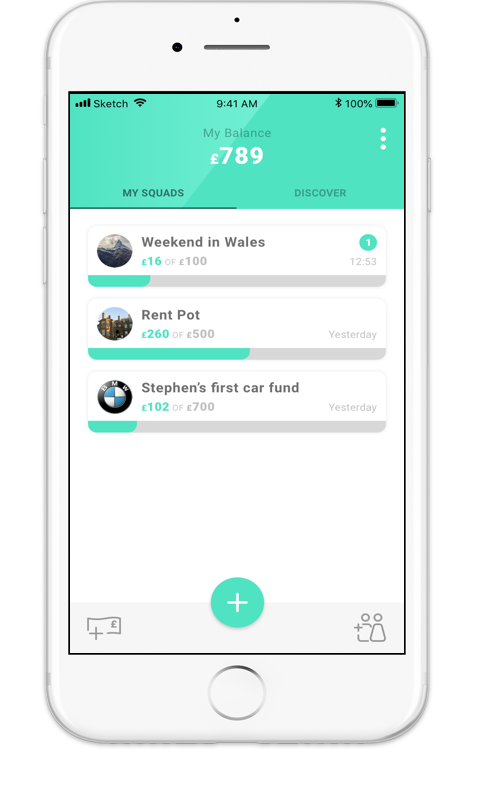 Sketch 9:41 AM 100%
My Balance
£789
MY SQUADS DISCOVER
Weekend in Wales 1
£16 OF £100 12:53
Rent Pot
£260 OF £500 Yesterday
BMW
Stephen’s first car fund
£102 OF £700 Yesterday
+
£